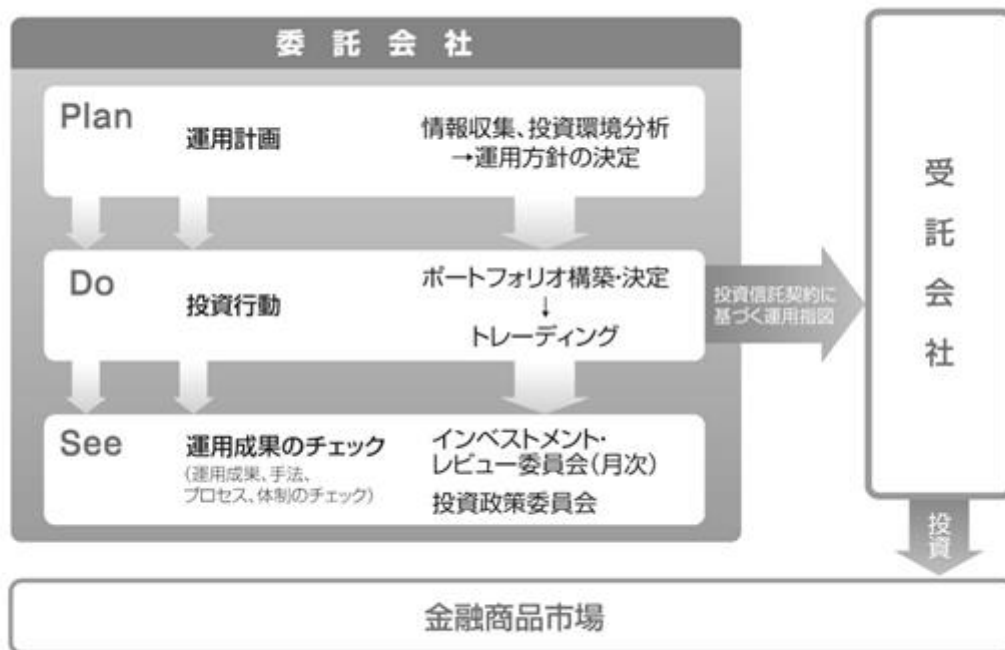 委託会社
Plan
運用計画
情報収集、投資環境分析
→運用方針の決定
Do
投資行動
ポートフォリオ構築・決定
↓
トレーディング
投資信託契約に
基づく運用指図
See
運用成果のチェック
(運用成果、手法、
プロセス、体制のチェック)
インベストメント・
レビュー委員会(月次)
投資政策委員会
受託会社
投資
金融商品市場